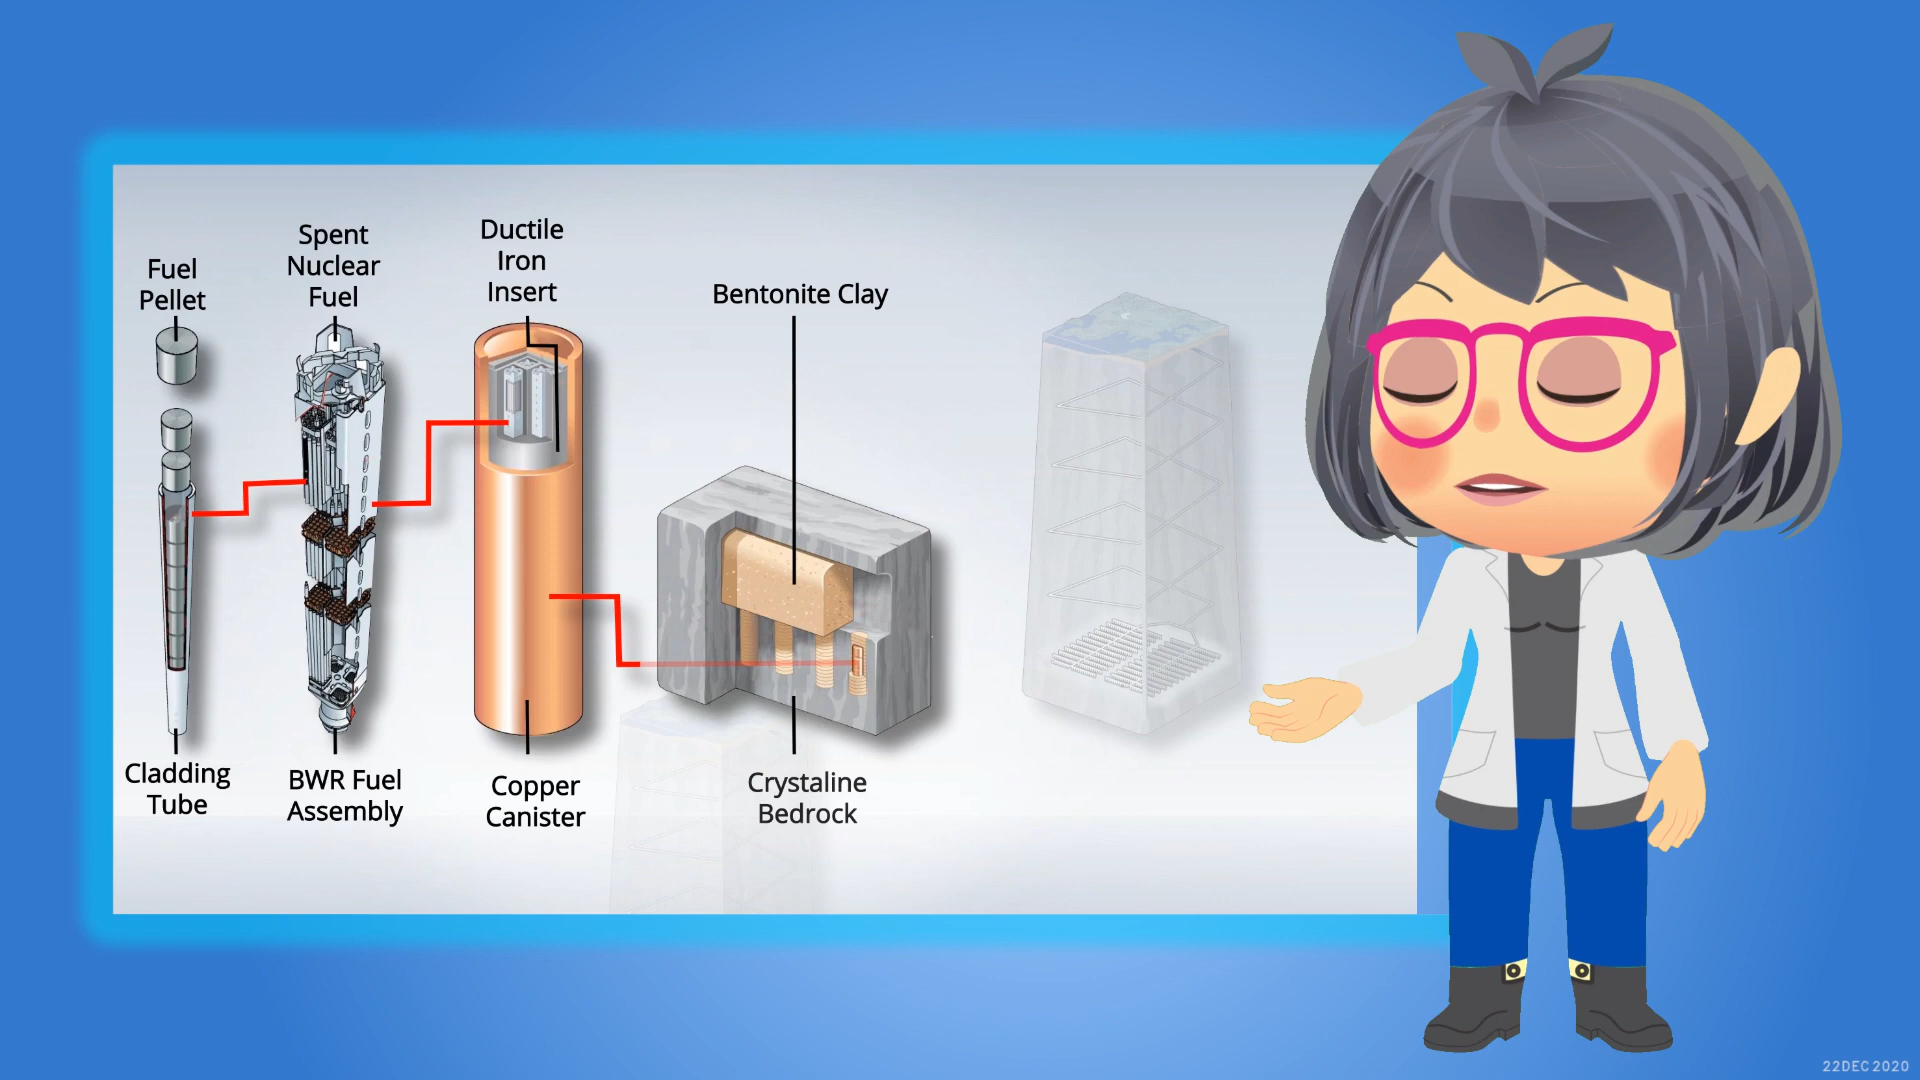 Fuel
Pellet
Spent
Nuclear
Fuel
Ductile
Iron
Insert
Bentonite Clay
Cladding
Tube
BWR Fuel
Assembly
Copper
Canister
Crystaline
Bedrock
22DEC2020